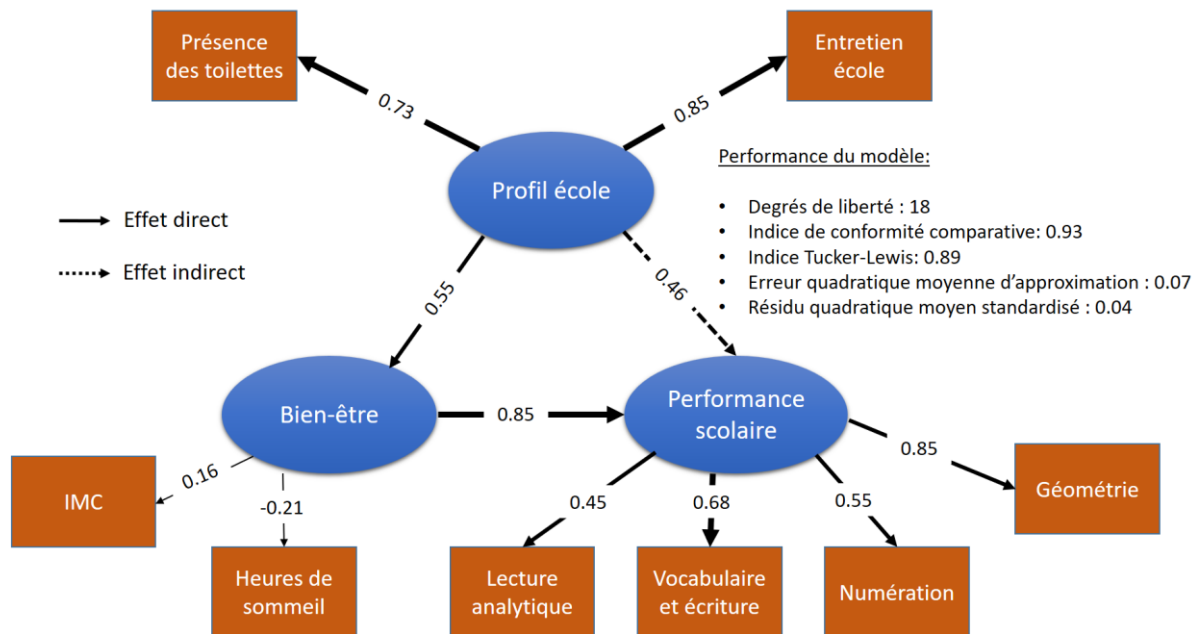 Présence
des toilettes
Entretien
école
0.73
0.85
Profil école
Performance du modèle:
• Degrés de liberté : 18
• Indice de conformité comparative: 0.93
• Indice Tucker-Lewis: 0.89
• Erreur quadratique moyenne d'approximation : 0.07
• Résidu quadratique moyen standardisé : 0.04
Effet direct
Effet indirect
0.55
0.46
Bien-être
0.85
Performance
scolaire
0.85
0.16
-0.21
0.45
0.68
0.55
IMC
Géométrie
Heures de
sommeil
Lecture
analytique
Vocabulaire
et écriture
Numération